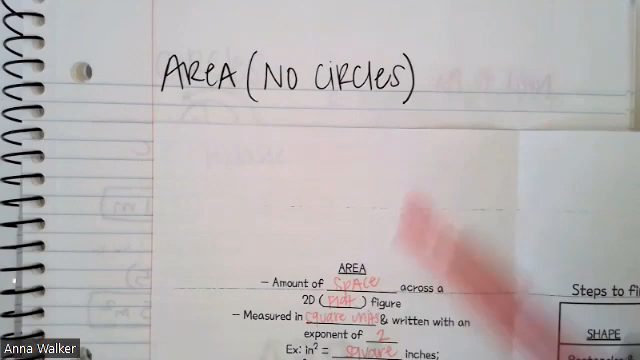 AREA (NO CIRCLES)
AREA
- Amount of space across a
2D (flat) figure
- Measured in square units & written with an
exponent of 2
Ex: in² = square inches;
Steps to fi
SHAPE
Anna Walker